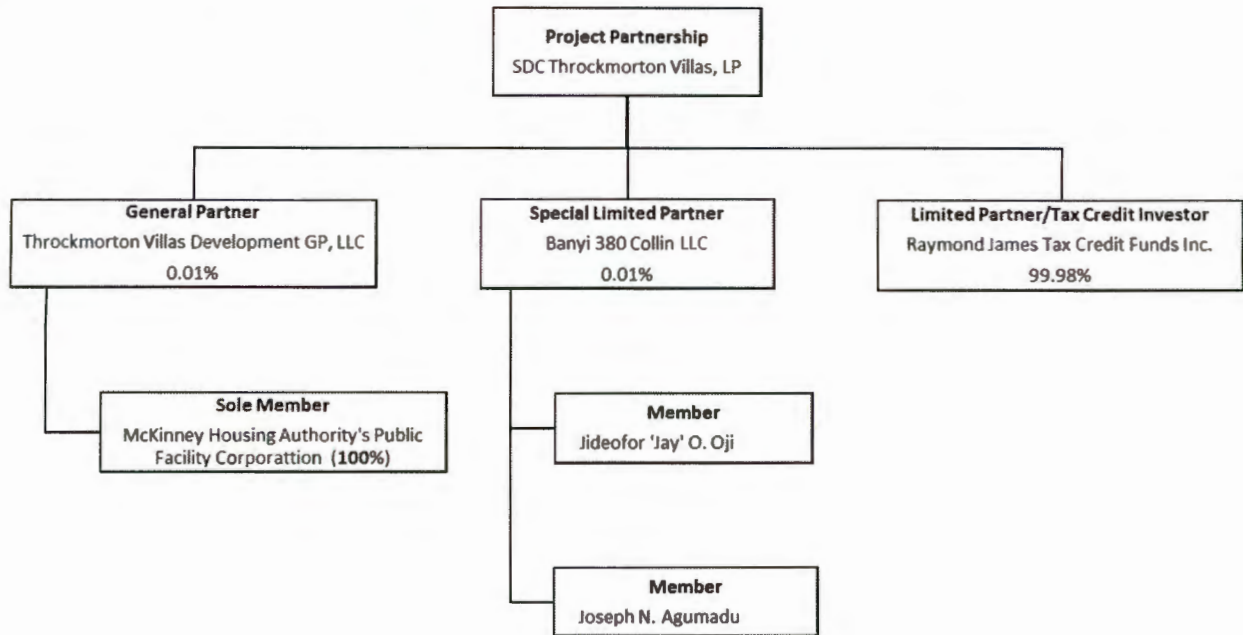 Project Partnership
SDC Throckmorton Villas, LP
General Partner
Throckmorton Villas Development GP, LLC
0.01%
Special Limited Partner
Banyi 380 Collin LLC
0.01%
Limited Partner/Tax Credit Investor
Raymond James Tax Credit Funds Inc.
99.98%
Sole Member
McKinney Housing Authority's Public
Facility Corporattion (100%)
Member
Jideofor 'Jay' O. Oji
Member
Joseph N. Agumadu